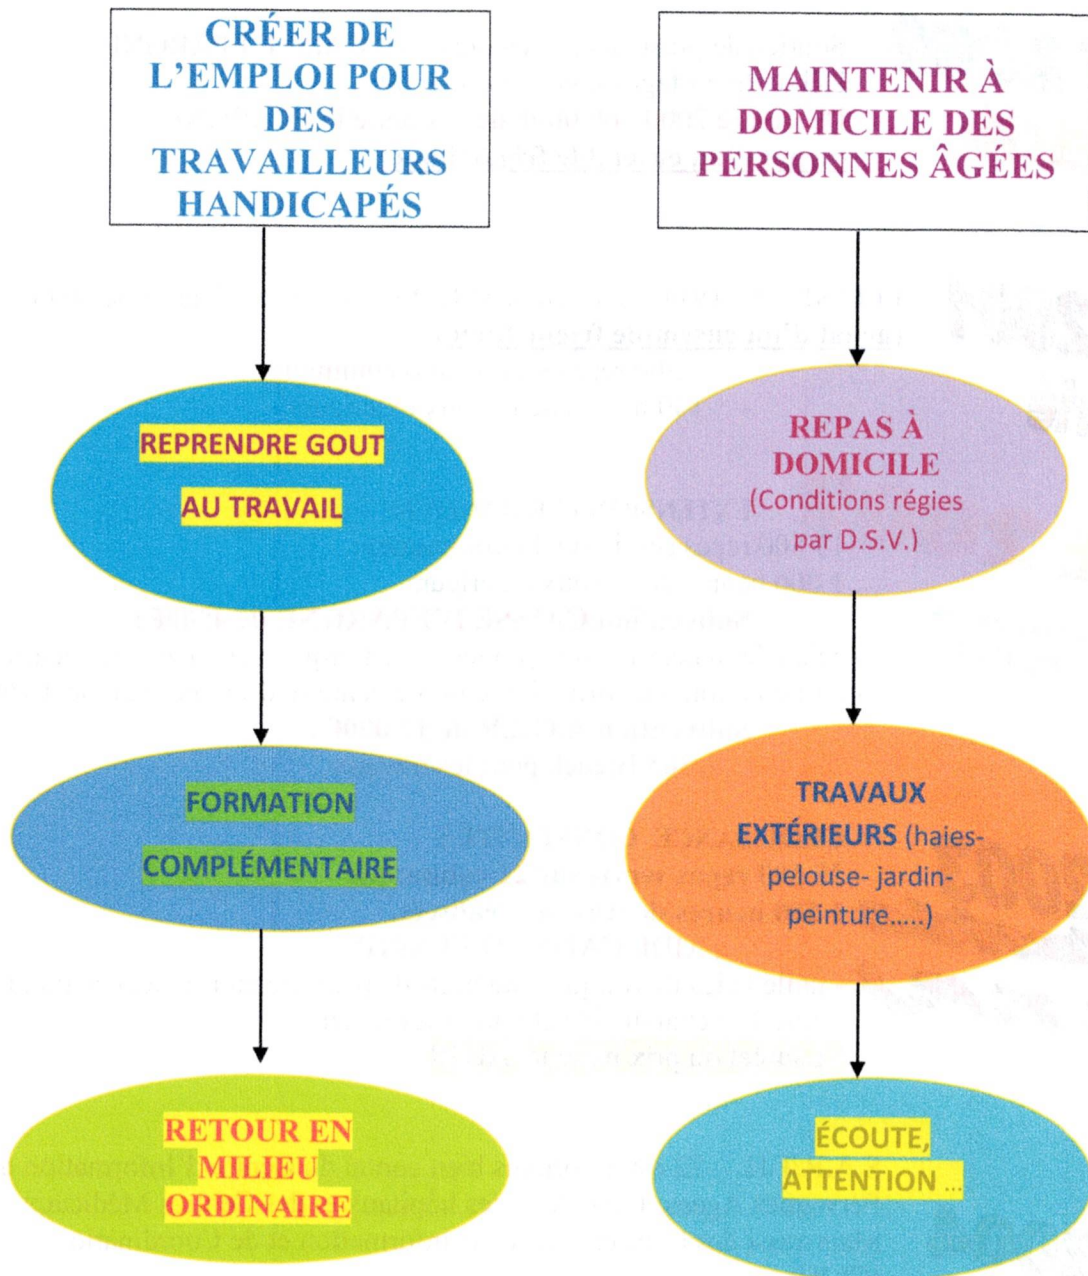 CRÉER DE
L'EMPLOI POUR
DES
TRAVAILLEURS
HANDICAPÉS
REPRENDRE GOUT
AU TRAVAIL
FORMATION
COMPLÉMENTAIRE
RETOUR EN
MILIEU
ORDINAIRE
MAINTENIR À
DOMICILE DES
PERSONNES ÂGÉES
REPAS À
DOMICILE
(Conditions régies
par D.S.V.)
TRAVAUX
EXTÉRIEURS (haies-
pelouse- jardin-
peinture.....)
ÉCOUTE,
ATTENTION ...